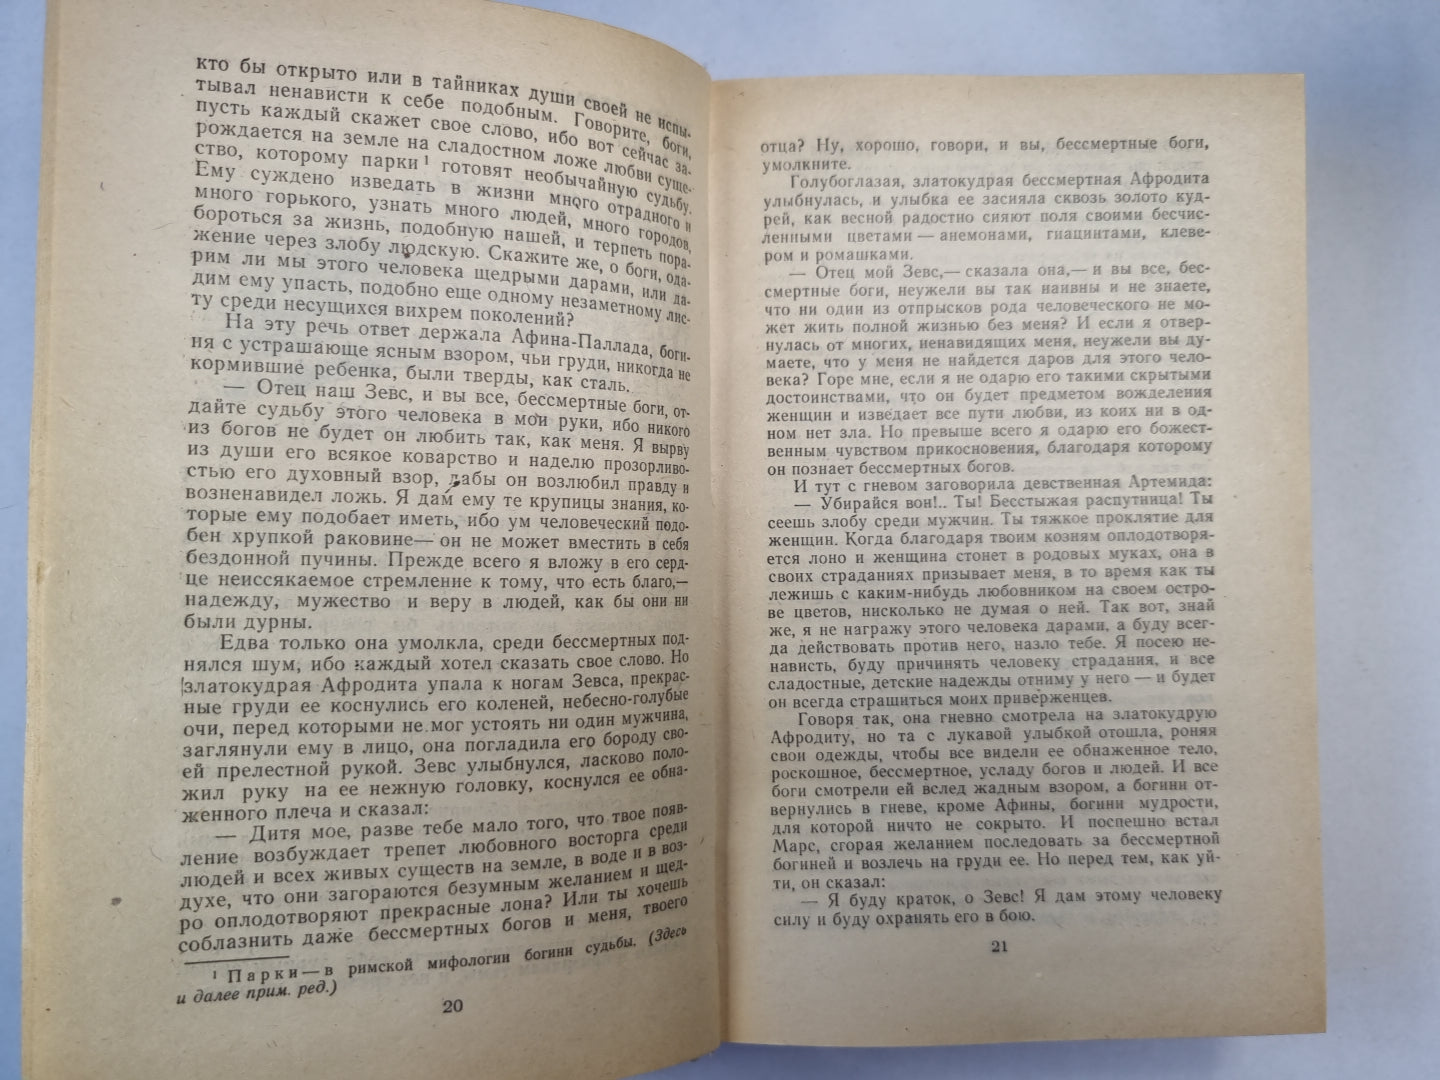 кто бы открыто или в тайниках души своей не испы-
тывал ненависти к себе подобным. Говорите, боги,
пусть каждый скажет свое слово, ибо вот сейчас за-
рождается на земле на сладостном ложе любви суще-
ство, которому парки ¹ готовят необычайную судьбу.
Ему суждено изведать в жизни много отрадного и
много горького, узнать много людей, много городов,
бороться за жизнь, подобную нашей, и терпеть пора-
жение через злобу людскую. Скажите же, о боги, ода-
рим ли мы этого человека щедрыми дарами, или да-
дим ему упасть, подобно еще одному незаметному лис-
ту среди несущихся вихрем поколений?
На эту речь ответ держала Афина-Паллада, боги-
ня с устрашающе ясным взором, чьи груди, никогда не
кормившие ребенка, были тверды, как сталь.
— Отец наш Зевс, и вы все, бессмертные боги, от-
дайте судьбу этого человека в мои руки, ибо никого
из богов не будет он любить так, как меня. Я вырву
из души его всякое коварство и наделю прозорливо-
стью его духовный взор, дабы он возлюбил правду и
возненавидел ложь. Я дам ему те крупицы знания, ко-
торые ему подобает иметь, ибо ум человеческий подо-
бен хрупкой раковине— он не может вместить в себя
бездонной пучины. Прежде всего я вложу в его серд-
це неиссякаемое стремление к тому, что есть благо,—
надежду, мужество и веру в людей, как бы они ни
были дурны.
Едва только она умолкла, среди бессмертных под-
нялся шум, ибо каждый хотел сказать свое слово. Но
златокудрая Афродита упала к ногам Зевса, прекрас-
ные груди ее коснулись его коленей, небесно-голубые
очи, перед которыми не мог устоять ни один мужчина,
заглянули ему в лицо, она погладила его бороду сво-
ей прелестной рукой. Зевс улыбнулся, ласково поло-
жил руку на ее нежную головку, коснулся ее обна-
женного плеча и сказал:
— Дитя мое, разве тебе мало того, что твое появ-
ление возбуждает трепет любовного восторга среди
людей и всех живых существ на земле, в воде и в воз-
духе, что они загораются безумным желанием и щед-
ро оплодотворяют прекрасные лона? Или ты хочешь
соблазнить даже бессмертных богов и меня, твоего
¹ Парки — в римской мифологии богини судьбы. (Здесь
и далее прим. ред.)
20
отца? Ну, хорошо, говори, и вы, бессмертные боги,
умолкните.
Голубоглазая, златокудрая бессмертная Афродита
улыбнулась, и улыбка ее засияла сквозь золото куд-
рей, как весной радостно сияют поля своими бесчис-
ленными цветами — анемонами, гиацинтами, клеве-
ром и ромашками.
— Отец мой Зевс,— сказала она,— и вы все, бес-
смертные боги, неужели вы так наивны и не знаете,
что ни один из отпрысков рода человеческого не мо-
жет жить полной жизнью без меня? И если я отвер-
нулась от многих, ненавидящих меня, неужели вы ду-
маете, что у меня не найдется даров для этого чело-
века? Горе мне, если я не одарю его такими скрытыми
достоинствами, что он будет предметом вожделения
женщин и изведает все пути любви, из коих ни в од-
ном нет зла. Но превыше всего я одарю его божест-
венным чувством прикосновения, благодаря которому
он познает бессмертных богов.
И тут с гневом заговорила девственная Артемида:
— Убирайся вон!.. Ты! Бесстыжая распутница! Ты
сеешь злобу среди мужчин. Ты тяжкое проклятие для
женщин. Когда благодаря твоим козням оплодотворя-
ется лоно и женщина стонет в родовых муках, она в
своих страданиях призывает меня, в то время как ты
лежишь с каким-нибудь любовником на своем остро-
ве цветов, нисколько не думая о ней. Так вот, знай
же, я не награжу этого человека дарами, а буду всег-
да действовать против него, назло тебе. Я посею не-
нависть, буду причинять человеку страдания, и все
сладостные, детские надежды отниму у него — и будет
он всегда страшиться моих приверженцев.
Говоря так, она гневно смотрела на златокудрую
Афродиту, но та с лукавой улыбкой отошла, роняя
свои одежды, чтобы все видели ее обнаженное тело,
роскошное, бессмертное, усладу богов и людей. И все
боги смотрели ей вслед жадным взором, а богини от-
вернулись в гневе, кроме Афины, богини мудрости,
для которой ничто не сокрыто. И поспешно встал
Марс, сгорая желанием последовать за бессмертной
богиней и возлечь на груди ее. Но перед тем, как уй-
ти, он сказал:
— Я буду краток, о Зевс! Я дам этому человеку
силу и буду охранять его в бою.
21